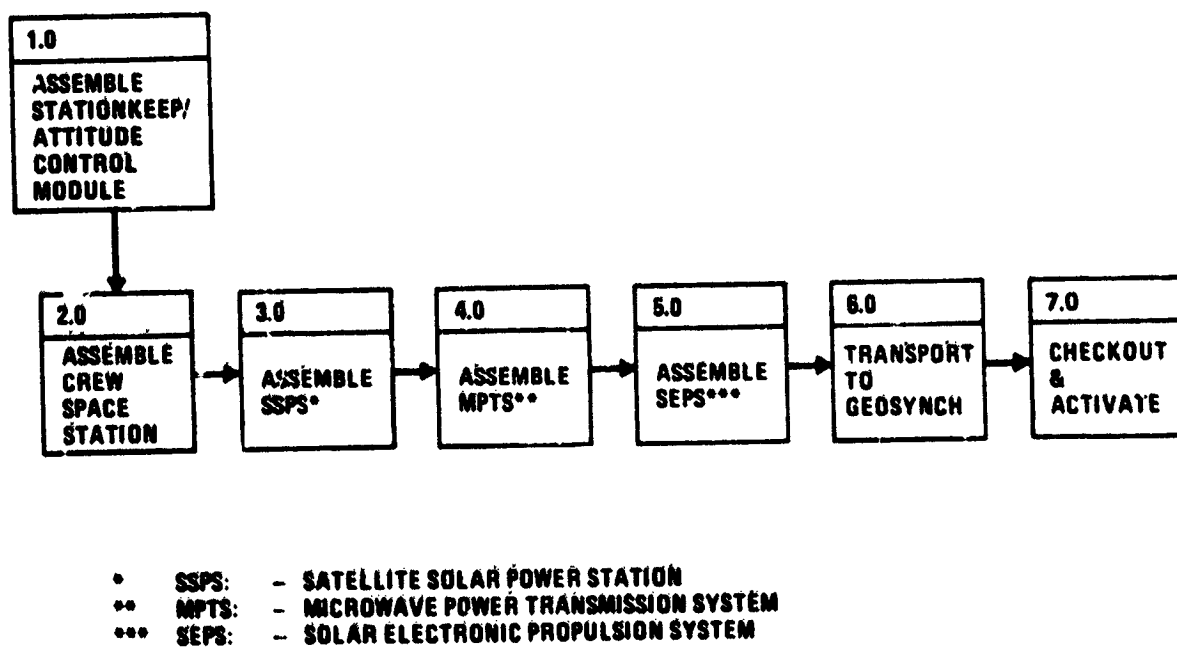 1.0
ASSEMBLE
STATIONKEEP/
ATTITUDE
CONTROL
MODULE
2.0
ASSEMBLE
CREW
SPACE
STATION
3.0
ASSEMBLE
SSPS*
4.0
ASSEMBLE
MPTS**
5.0
ASSEMBLE
SEPS***
6.0
TRANSPORT
TO
GEOSYNCH
7.0
CHECKOUT
&
ACTIVATE
* SSPS: – SATELLITE SOLAR POWER STATION
** MPTS: – MICROWAVE POWER TRANSMISSION SYSTEM
*** SEPS: – SOLAR ELECTRONIC PROPULSION SYSTEM